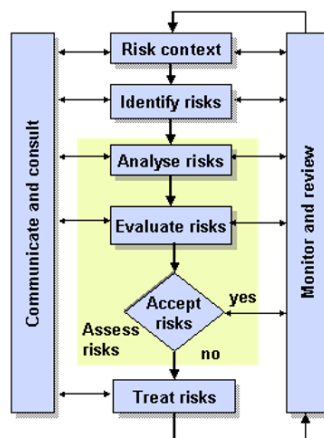 Risk context
Identify risks
Analyse risks
Evaluate risks
Accept
risks
yes
Assess
risks
no
Treat risks
Communicate and consult
Monitor and review